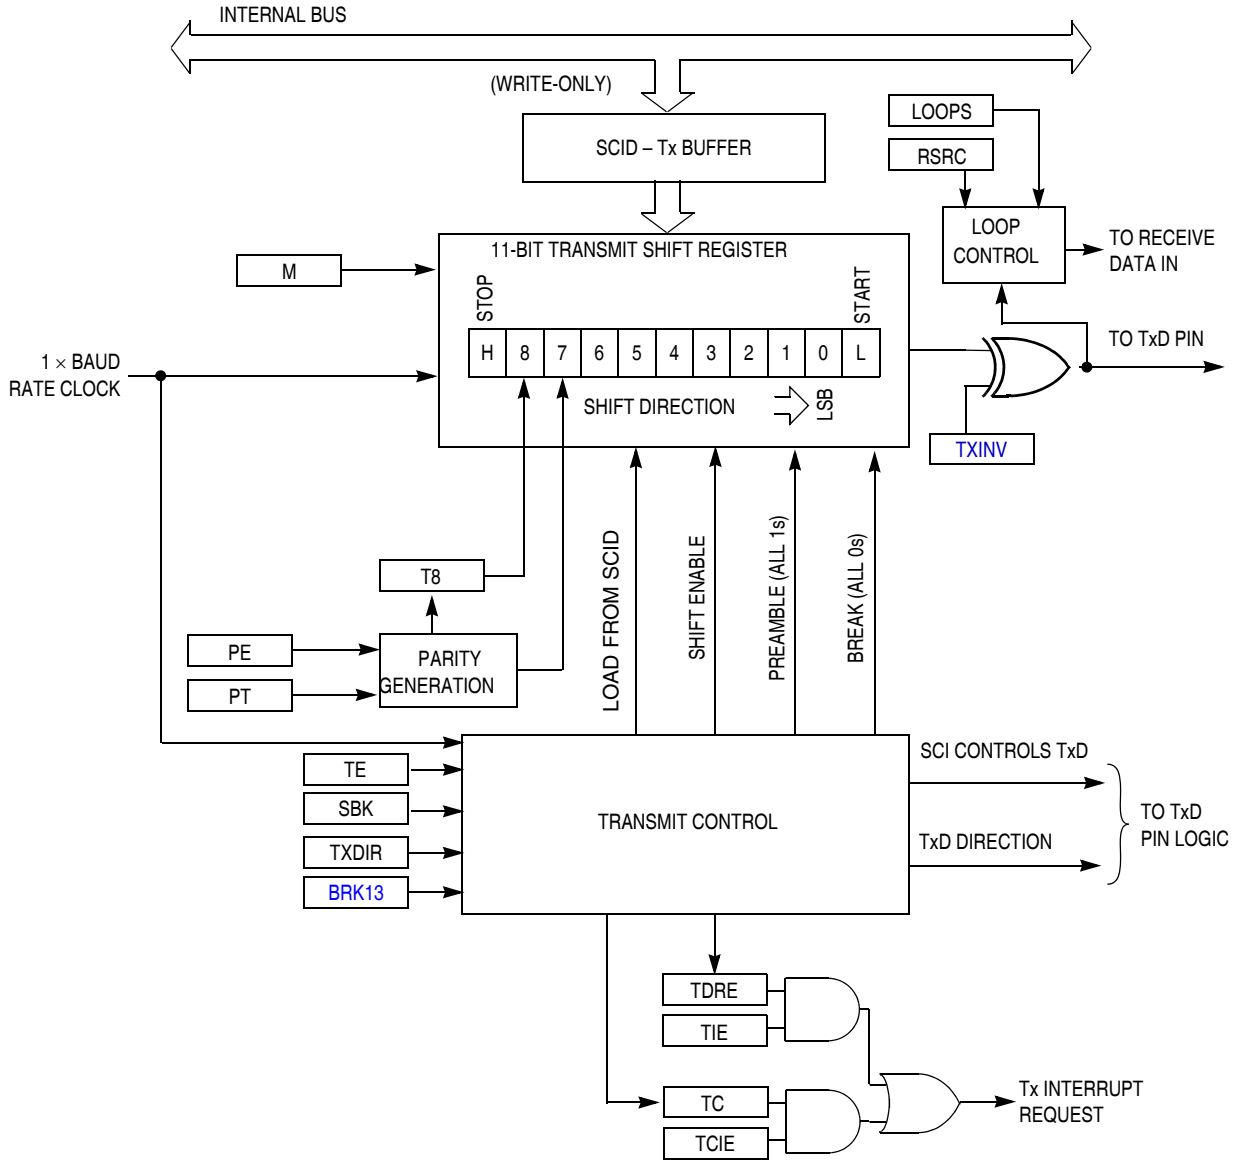 INTERNAL BUS
(WRITE-ONLY)
SCID – Tx BUFFER
LOOPS
RSRC
LOOP
CONTROL
TO RECEIVE
DATA IN
11-BIT TRANSMIT SHIFT REGISTER
M
STOP
START
H 8 7 6 5 4 3 2 1 0 L
1 × BAUD
RATE CLOCK
SHIFT DIRECTION
LSB
TO TxD PIN
TXINV
T8
PE
PT
PARITY
GENERATION
LOAD FROM SCID
SHIFT ENABLE
PREAMBLE (ALL 1s)
BREAK (ALL 0s)
TE
SBK
TXDIR
BRK13
TRANSMIT CONTROL
SCI CONTROLS TxD
TxD DIRECTION
TO TxD
PIN LOGIC
TDRE
TIE
TC
TCIE
Tx INTERRUPT
REQUEST